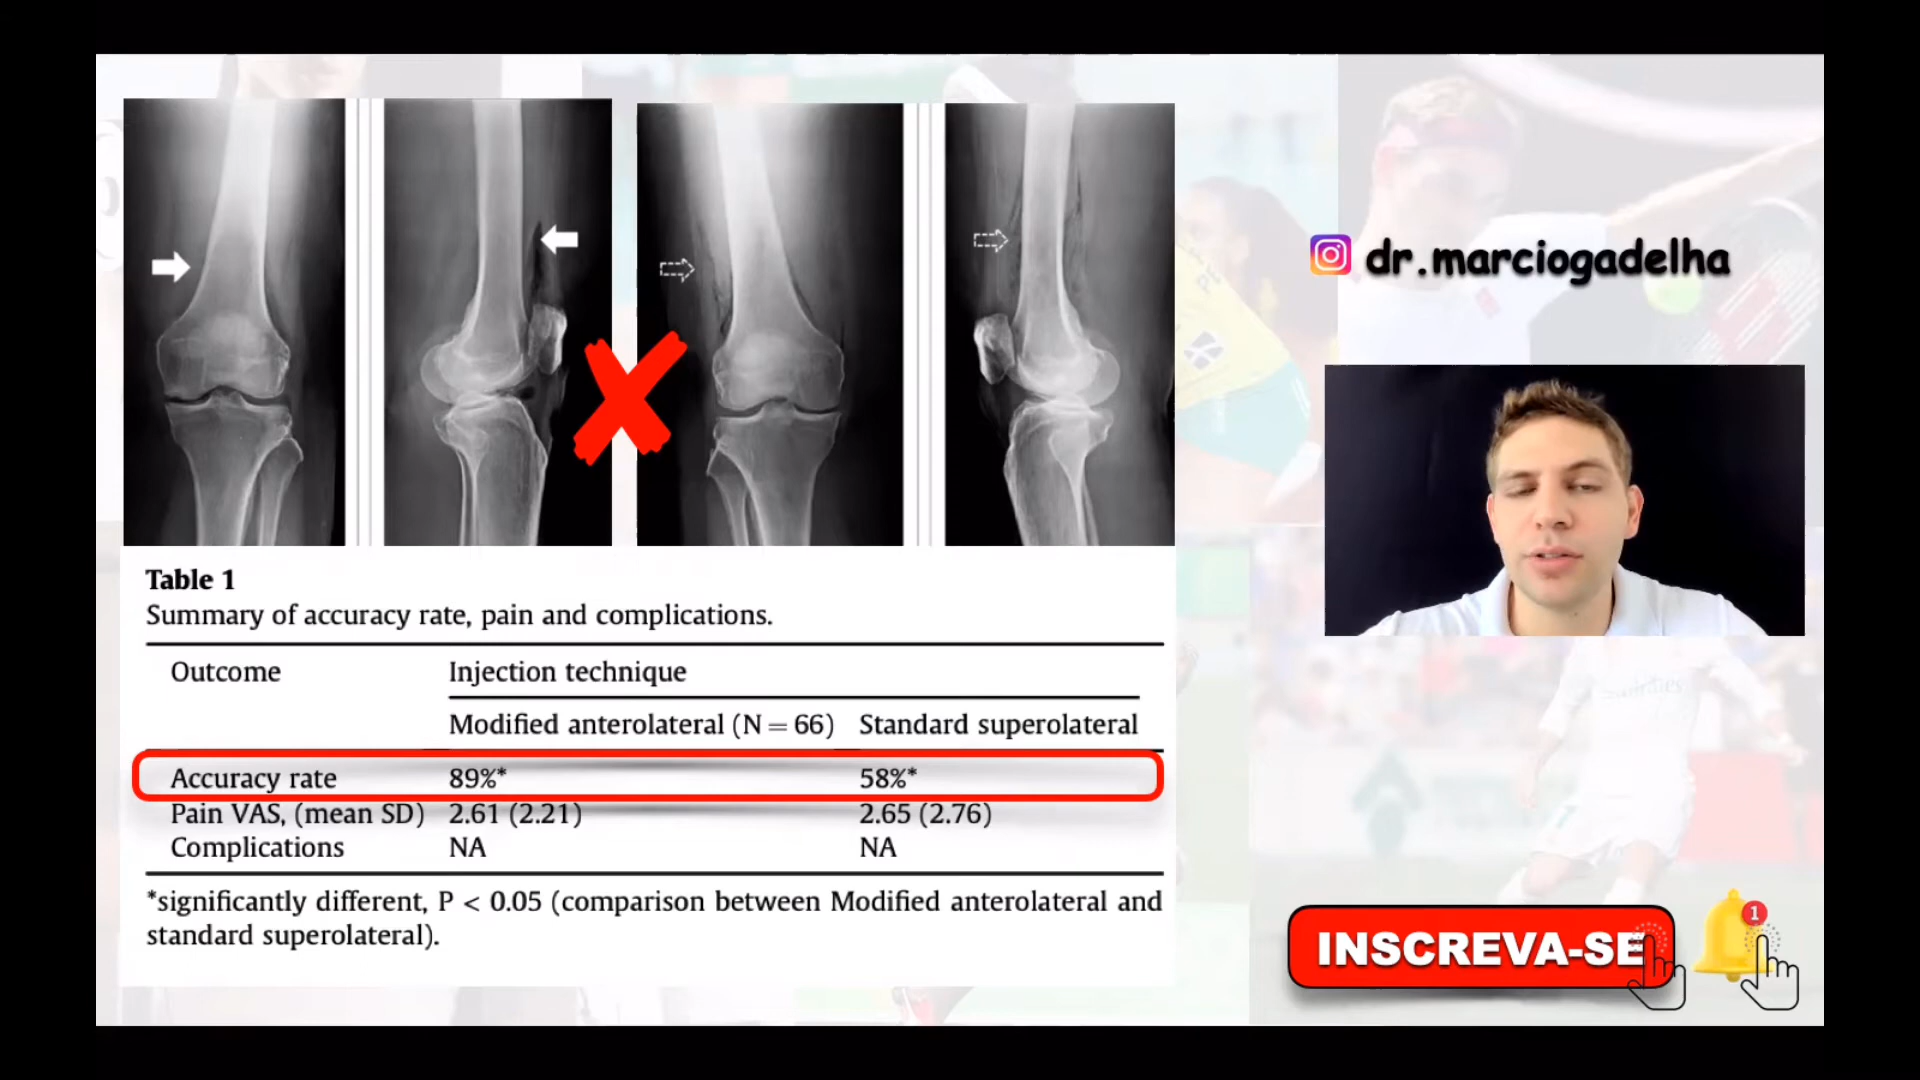 dr.marciogadelha
Table 1
Summary of accuracy rate, pain and complications.
Outcome Injection technique
Modified anterolateral (N = 66) Standard superolateral
Accuracy rate 89%* 58%*
Pain VAS, (mean SD) 2.61 (2.21) 2.65 (2.76)
Complications NA NA
*significantly different, P < 0.05 (comparison between Modified anterolateral and
standard superolateral).
INSCREVA-SE
1